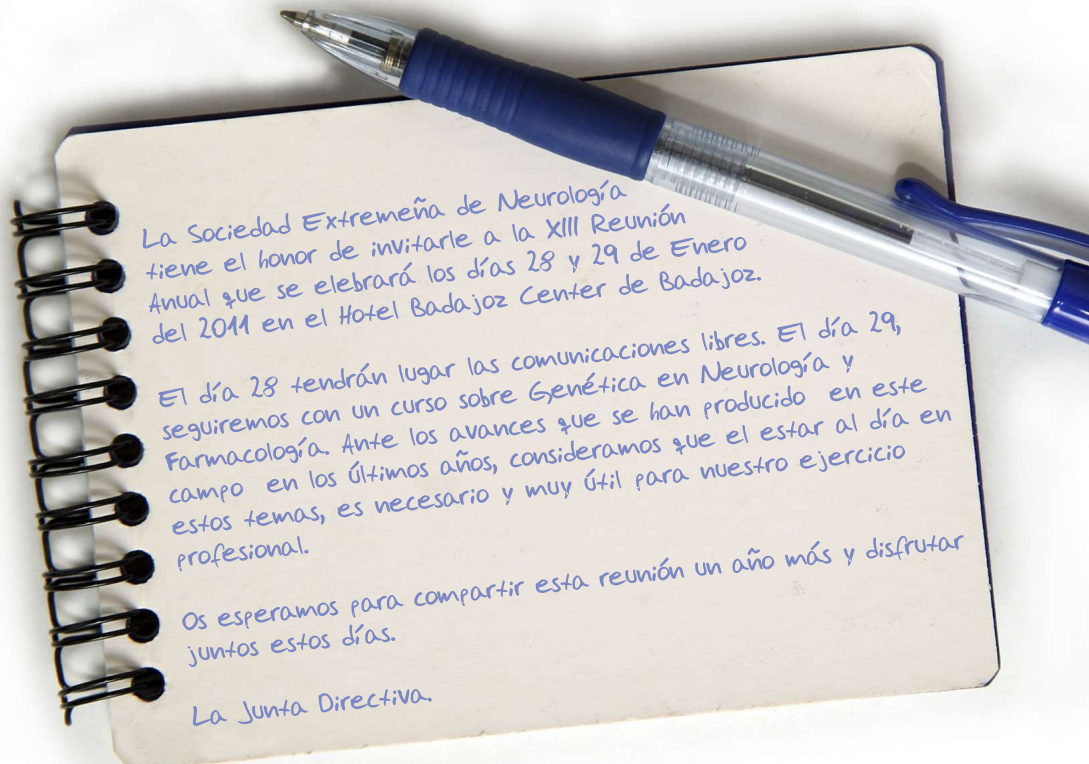 La Sociedad Extremeña de Neurología
tiene el honor de invitarle a la XIII Reunión
Anual que se elebrará los días 28 y 29 de Enero
del 2011 en el Hotel Badajoz Center de Badajoz.
El día 28 tendrán lugar las comunicaciones libres. El día 29,
seguiremos con un curso sobre Genética en Neurología y
Farmacología. Ante los avances que se han producido en este
campo en los últimos años, consideramos que el estar al día en
estos temas, es necesario y muy útil para nuestro ejercicio
profesional.
Os esperamos para compartir esta reunión un año más y disfrutar
juntos estos días.
La Junta Directiva.